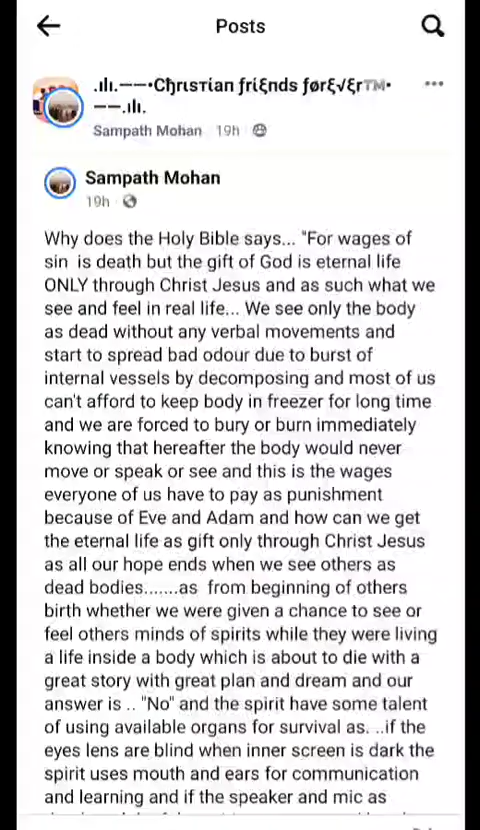 Posts
.ılı.——•Cђrιѕтían ƒríξnds ƒørξ√ξr™•
——.ılı.
Sampath Mohan 19h
Sampath Mohan
19h
Why does the Holy Bible says... "For wages of
sin is death but the gift of God is eternal life
ONLY through Christ Jesus and as such what we
see and feel in real life... We see only the body
as dead without any verbal movements and
start to spread bad odour due to burst of
internal vessels by decomposing and most of us
can't afford to keep body in freezer for long time
and we are forced to bury or burn immediately
knowing that hereafter the body would never
move or speak or see and this is the wages
everyone of us have to pay as punishment
because of Eve and Adam and how can we get
the eternal life as gift only through Christ Jesus
as all our hope ends when we see others as
dead bodies.......as from beginning of others
birth whether we were given a chance to see or
feel others minds of spirits while they were living
a life inside a body which is about to die with a
great story with great plan and dream and our
answer is .. "No" and the spirit have some talent
of using available organs for survival as. ..if the
eyes lens are blind when inner screen is dark the
spirit uses mouth and ears for communication
and learning and if the speaker and mic as